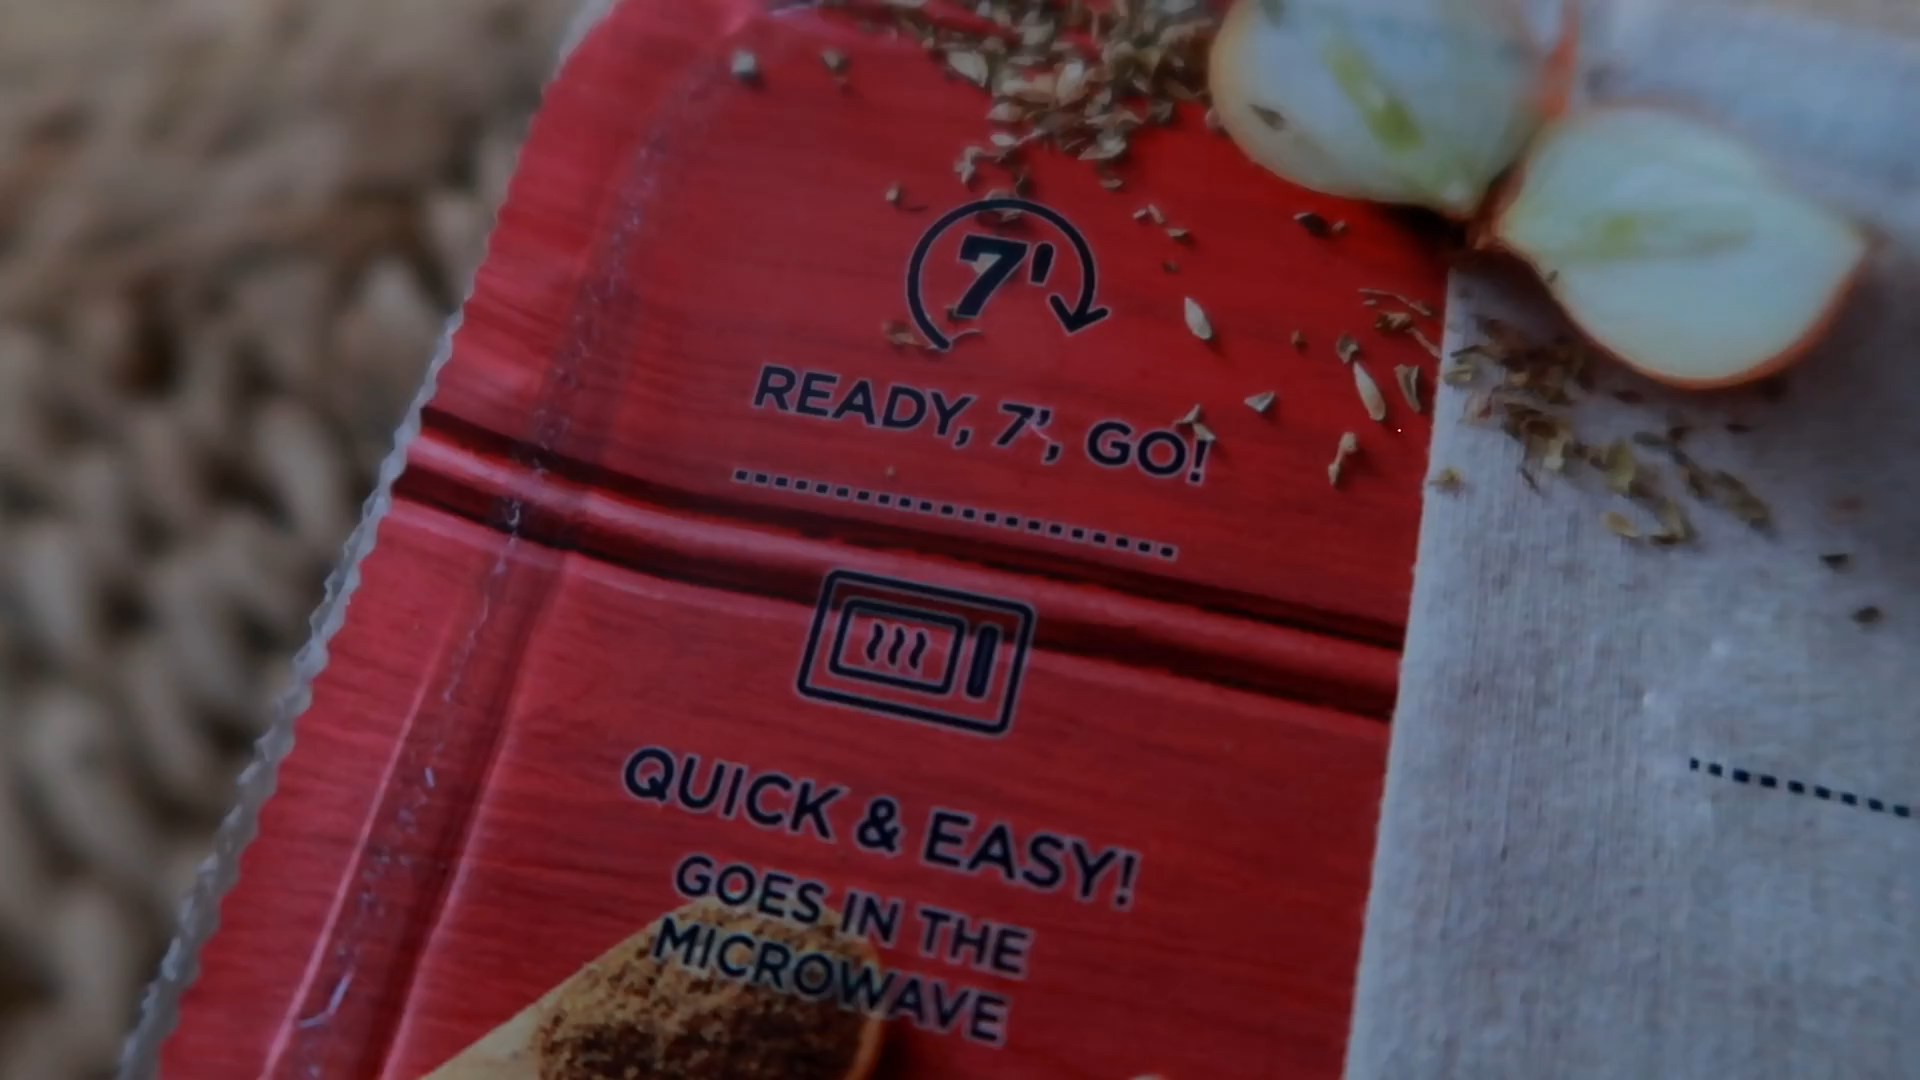 7'
READY, 7', GO!
QUICK & EASY!
GOES IN THE
MICROWAVE